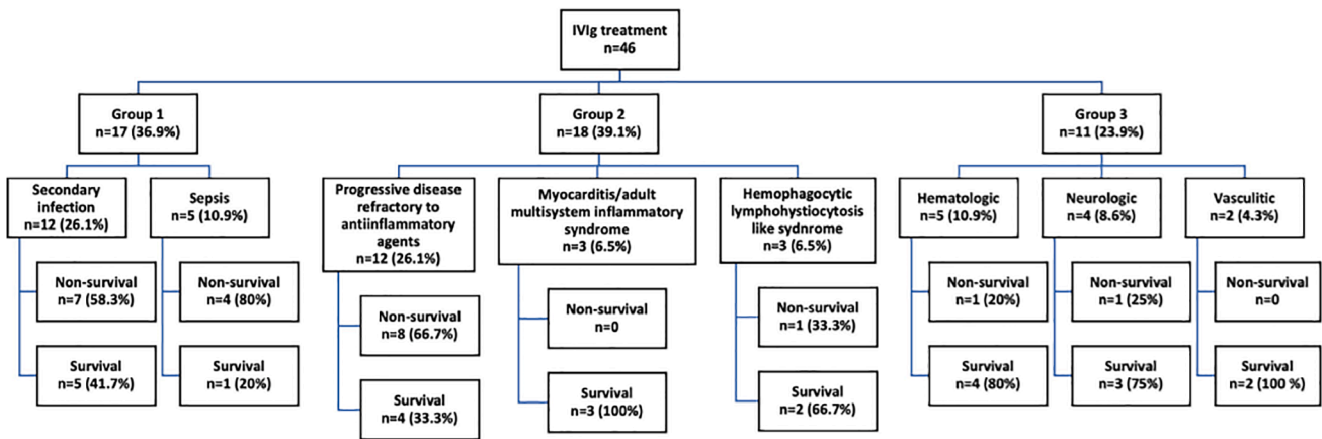 IVIg treatment
n=46
Group 1
n=17 (36.9%)
Group 2
n=18 (39.1%)
Group 3
n=11 (23.9%)
Secondary
infection
n=12 (26.1%)
Sepsis
n=5 (10.9%)
Progressive disease
refractory to
antiinflammatory
agents
n=12 (26.1%)
Myocarditis/adult
multisystem inflammatory
syndrome
n=3 (6.5%)
Hemophagocytic
lymphohystiocytosis
like sydnrome
n=3 (6.5%)
Hematologic
n=5 (10.9%)
Neurologic
n=4 (8.6%)
Vasculitic
n=2 (4.3%)
Non-survival
n=7 (58.3%)
Survival
n=5 (41.7%)
Non-survival
n=4 (80%)
Survival
n=1 (20%)
Non-survival
n=8 (66.7%)
Survival
n=4 (33.3%)
Non-survival
n=0
Survival
n=3 (100%)
Non-survival
n=1 (33.3%)
Survival
n=2 (66.7%)
Non-survival
n=1 (20%)
Survival
n=4 (80%)
Non-survival
n=1 (25%)
Survival
n=3 (75%)
Non-survival
n=0
Survival
n=2 (100 %)